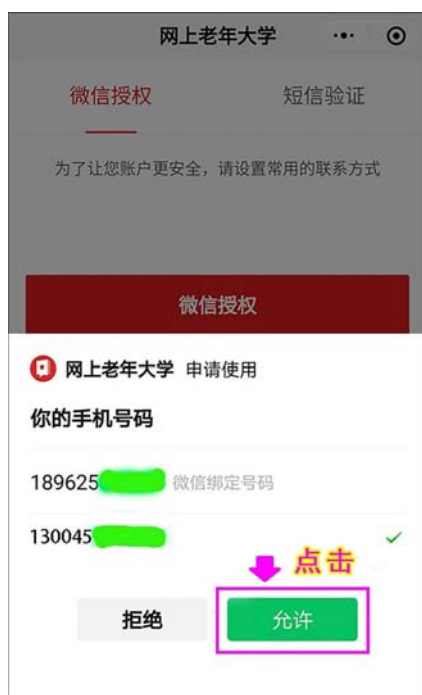 网上老年大学
微信授权 短信验证
为了让您账户更安全，请设置常用的联系方式
微信授权
网上老年大学 申请使用
你的手机号码
189625 微信绑定号码
130045
点击
拒绝 允许